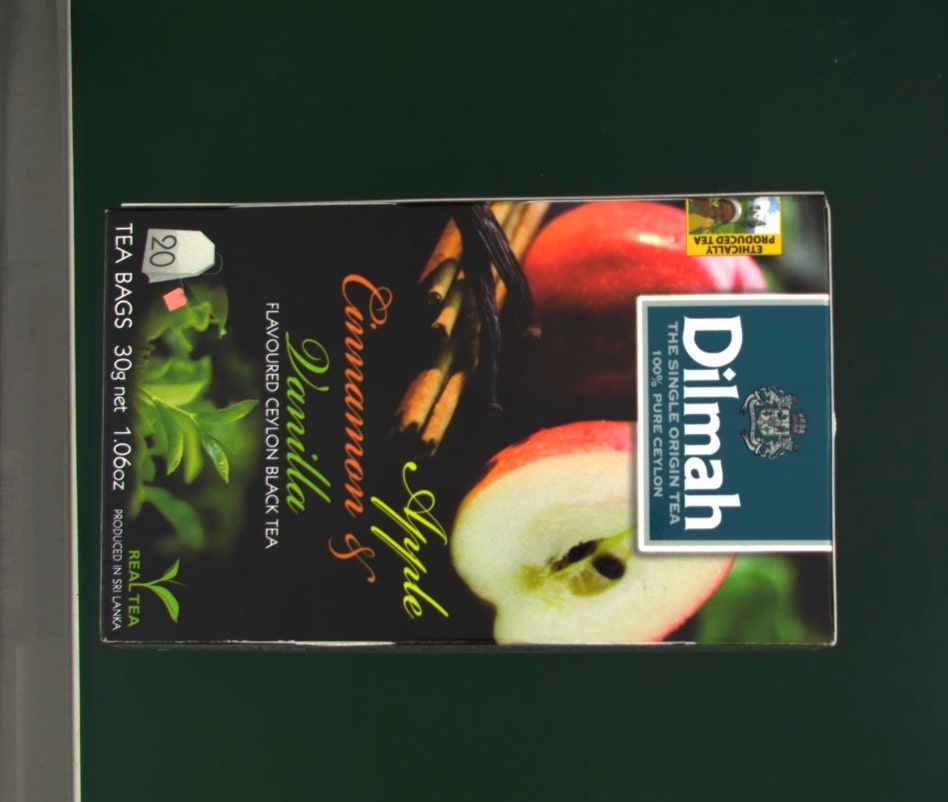 ETHICALLY
PRODUCED TEA
Dilmah
THE SINGLE ORIGIN TEA
100% PURE CEYLON
Apple
Cinnamon &
Vanilla
FLAVOURED CEYLON BLACK TEA
20
TEA BAGS 30g net 1.06oz
REAL TEA
PRODUCED IN SRI LANKA